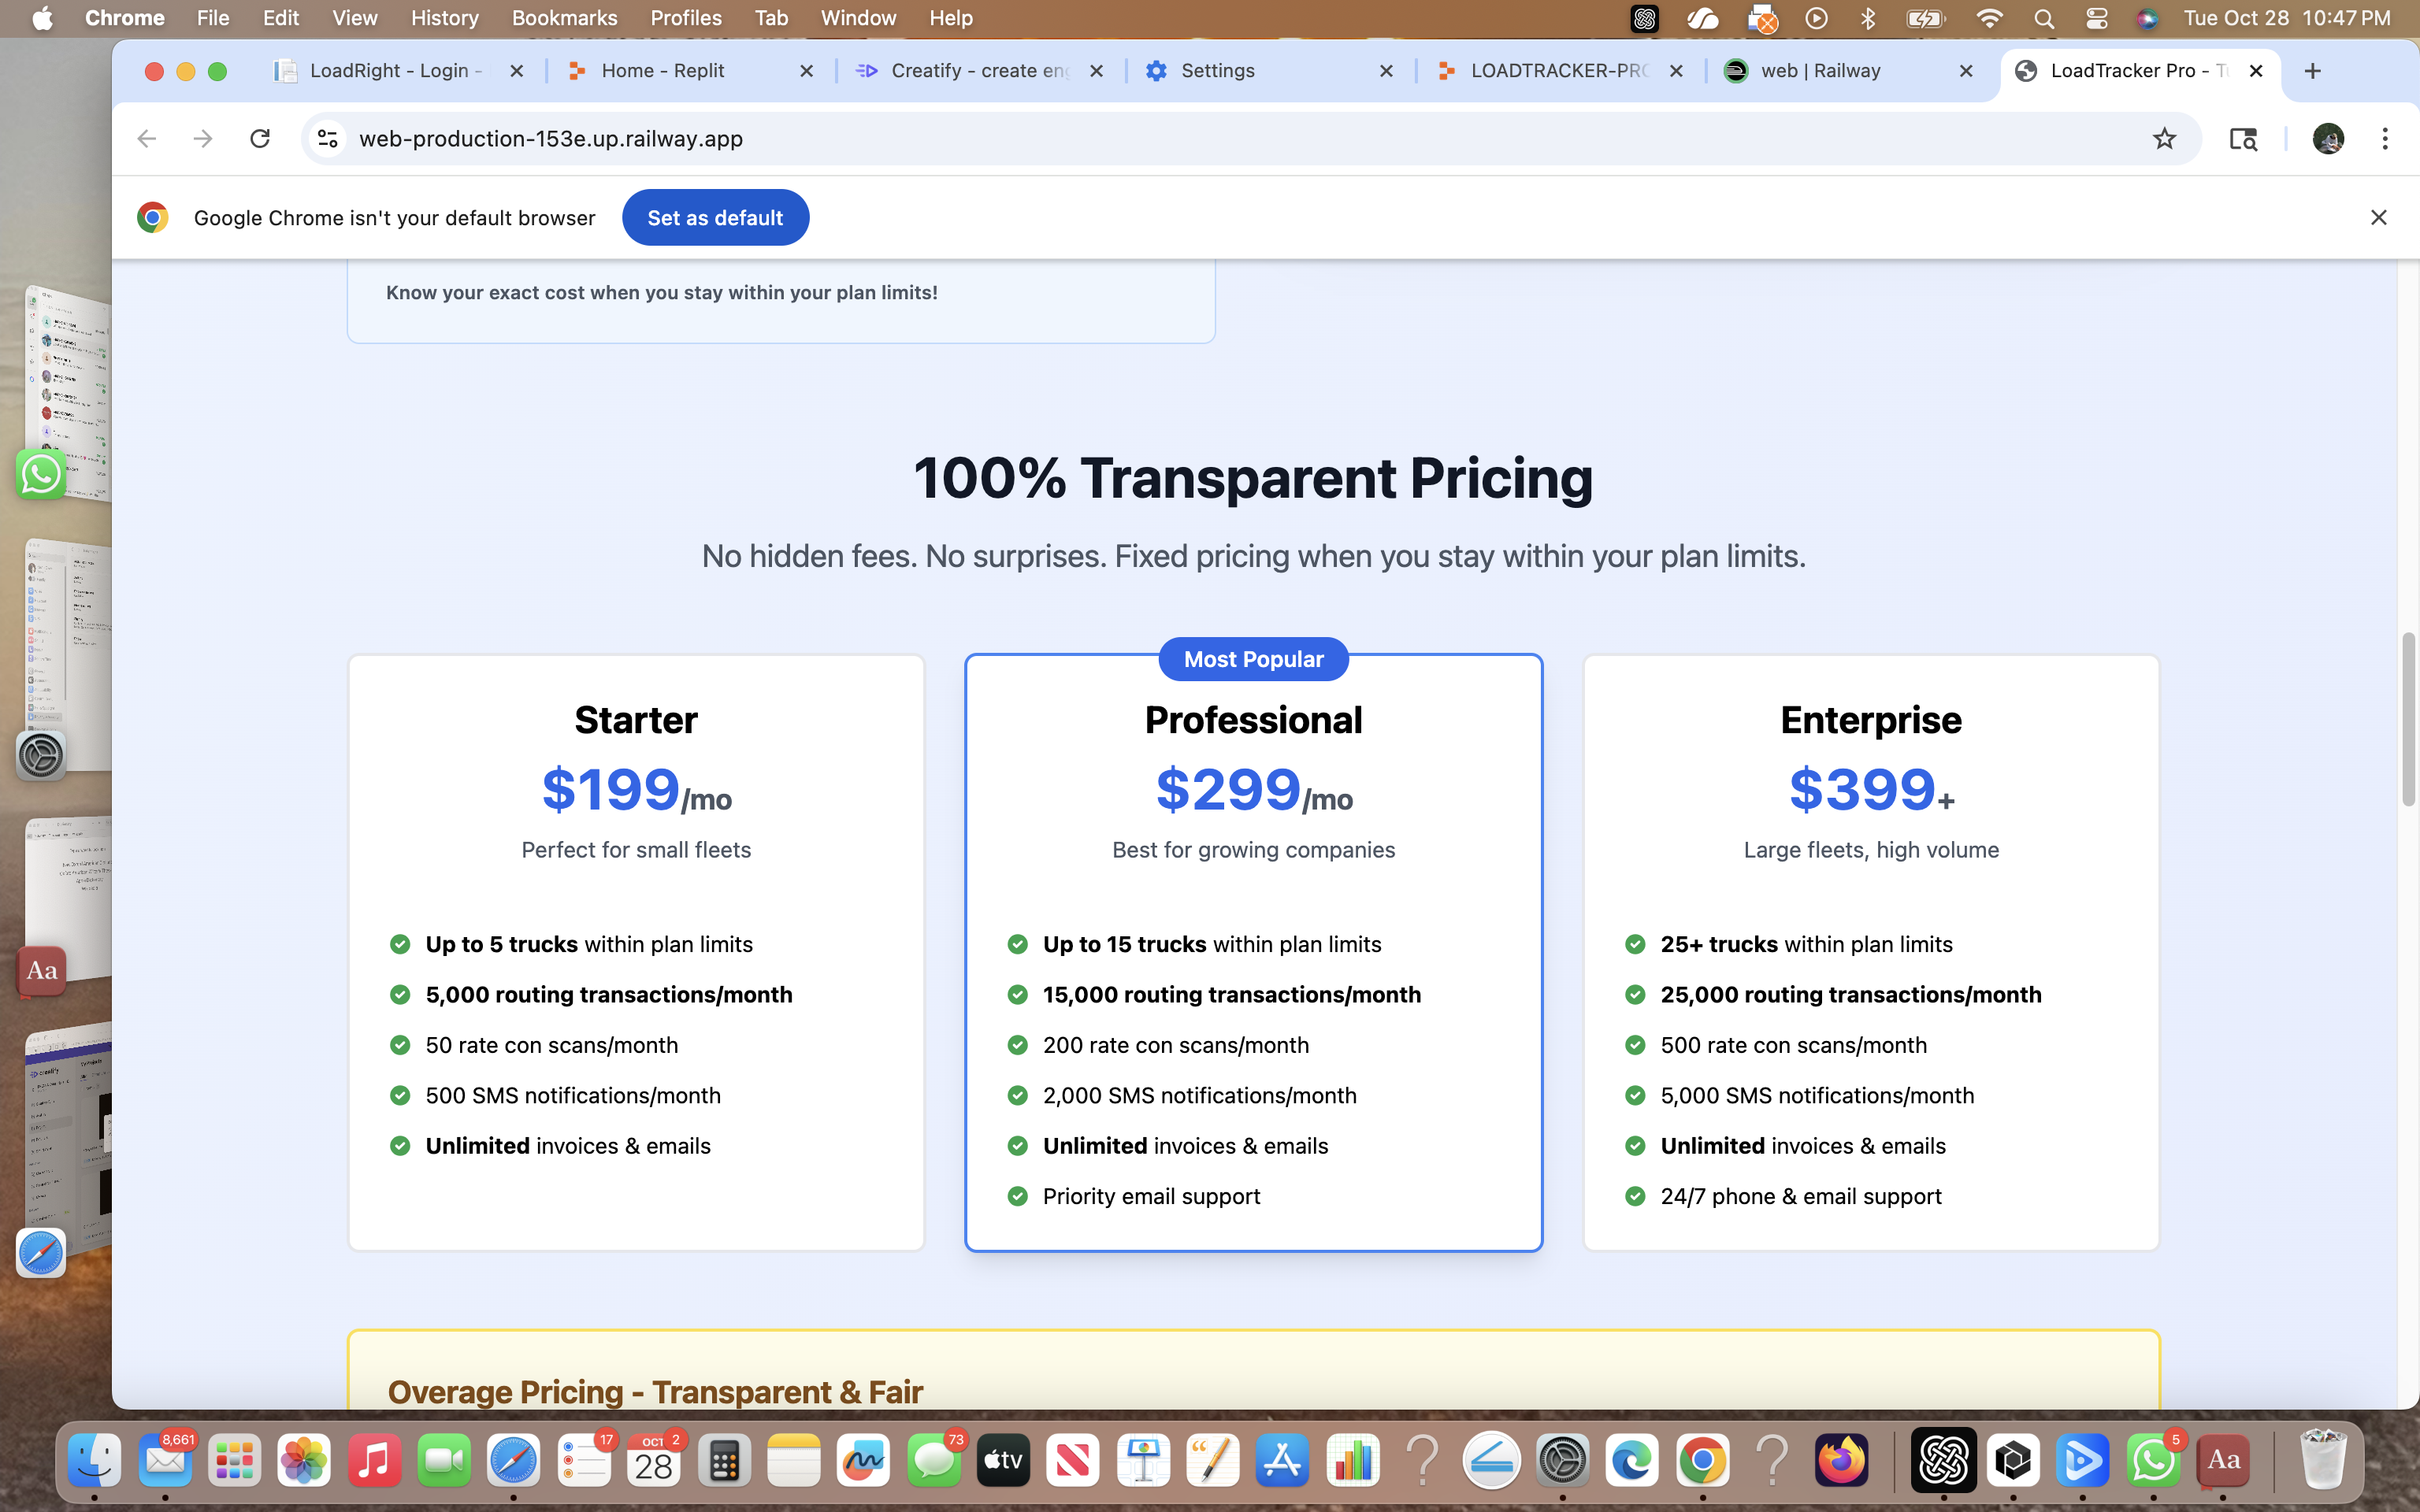 Chrome File Edit View History Bookmarks Profiles Tab Window Help Tue Oct 28 10:47 PM
LoadRight - Login - Home - Replit Creatify - create en Settings LOADTRACKER-PRO web | Railway LoadTracker Pro - T
web-production-153e.up.railway.app
Google Chrome isn't your default browser Set as default
Know your exact cost when you stay within your plan limits!
100% Transparent Pricing
No hidden fees. No surprises. Fixed pricing when you stay within your plan limits.
Most Popular
Starter
$199/mo
Perfect for small fleets
Up to 5 trucks within plan limits
5,000 routing transactions/month
50 rate con scans/month
500 SMS notifications/month
Unlimited invoices & emails
Professional
$299/mo
Best for growing companies
Up to 15 trucks within plan limits
15,000 routing transactions/month
200 rate con scans/month
2,000 SMS notifications/month
Unlimited invoices & emails
Priority email support
Enterprise
$399+
Large fleets, high volume
25+ trucks within plan limits
25,000 routing transactions/month
500 rate con scans/month
5,000 SMS notifications/month
Unlimited invoices & emails
24/7 phone & email support
Overage Pricing - Transparent & Fair
Aa
8,661 17 OCT 2 28 73 tv 5 Aa